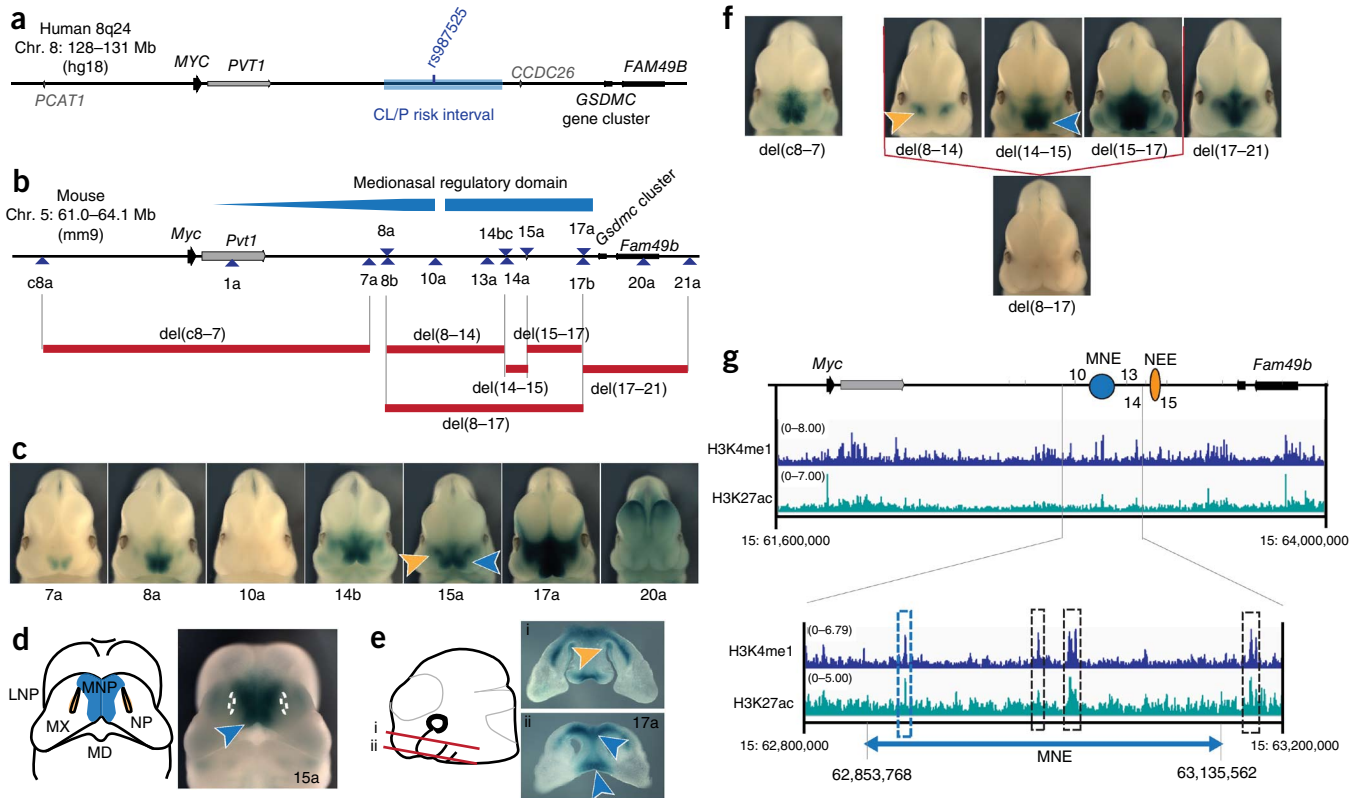 a
Human 8q24
Chr. 8: 128–131 Mb
(hg18)
MYC
PVT1
rs987525
CCDC26
FAM49B
PCAT1
CL/P risk interval
GSDMC
gene cluster
b
Mouse
Chr. 5: 61.0–64.1 Mb
(mm9)
Medionasal regulatory domain
Myc
Pvt1
8a
14bc
15a
17a
Gsdmc cluster
Fam49b
c8a
1a
7a
8b
10a
13a
14a
17b
20a
21a
del(c8–7)
del(8–14)
del(15–17)
del(14–15)
del(17–21)
del(8–17)
c
7a
8a
10a
14b
15a
17a
20a
d
LNP
MNP
MX
NP
MD
15a
e
i
ii
i
ii
17a
f
del(c8–7)
del(8–14)
del(14–15)
del(15–17)
del(17–21)
del(8–17)
g
Myc
MNE
NEE
Fam49b
10
13
14
15
H3K4me1
(0–8.00)
H3K27ac
(0–7.00)
15: 61,600,000
15: 64,000,000
H3K4me1
(0–6.79)
H3K27ac
(0–5.00)
15: 62,800,000
15: 63,200,000
MNE
62,853,768
63,135,562